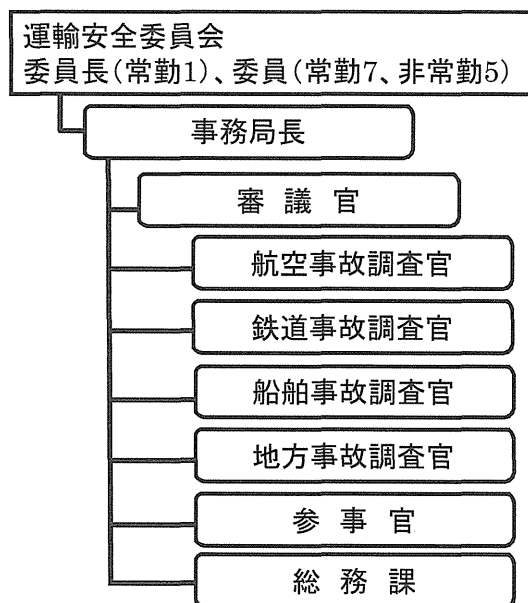 運輸安全委員会
委員長(常勤1)、委員(常勤7、非常勤5)
事務局長
審議官
航空事故調査官
鉄道事故調査官
船舶事故調査官
地方事故調査官
参事官
総務課